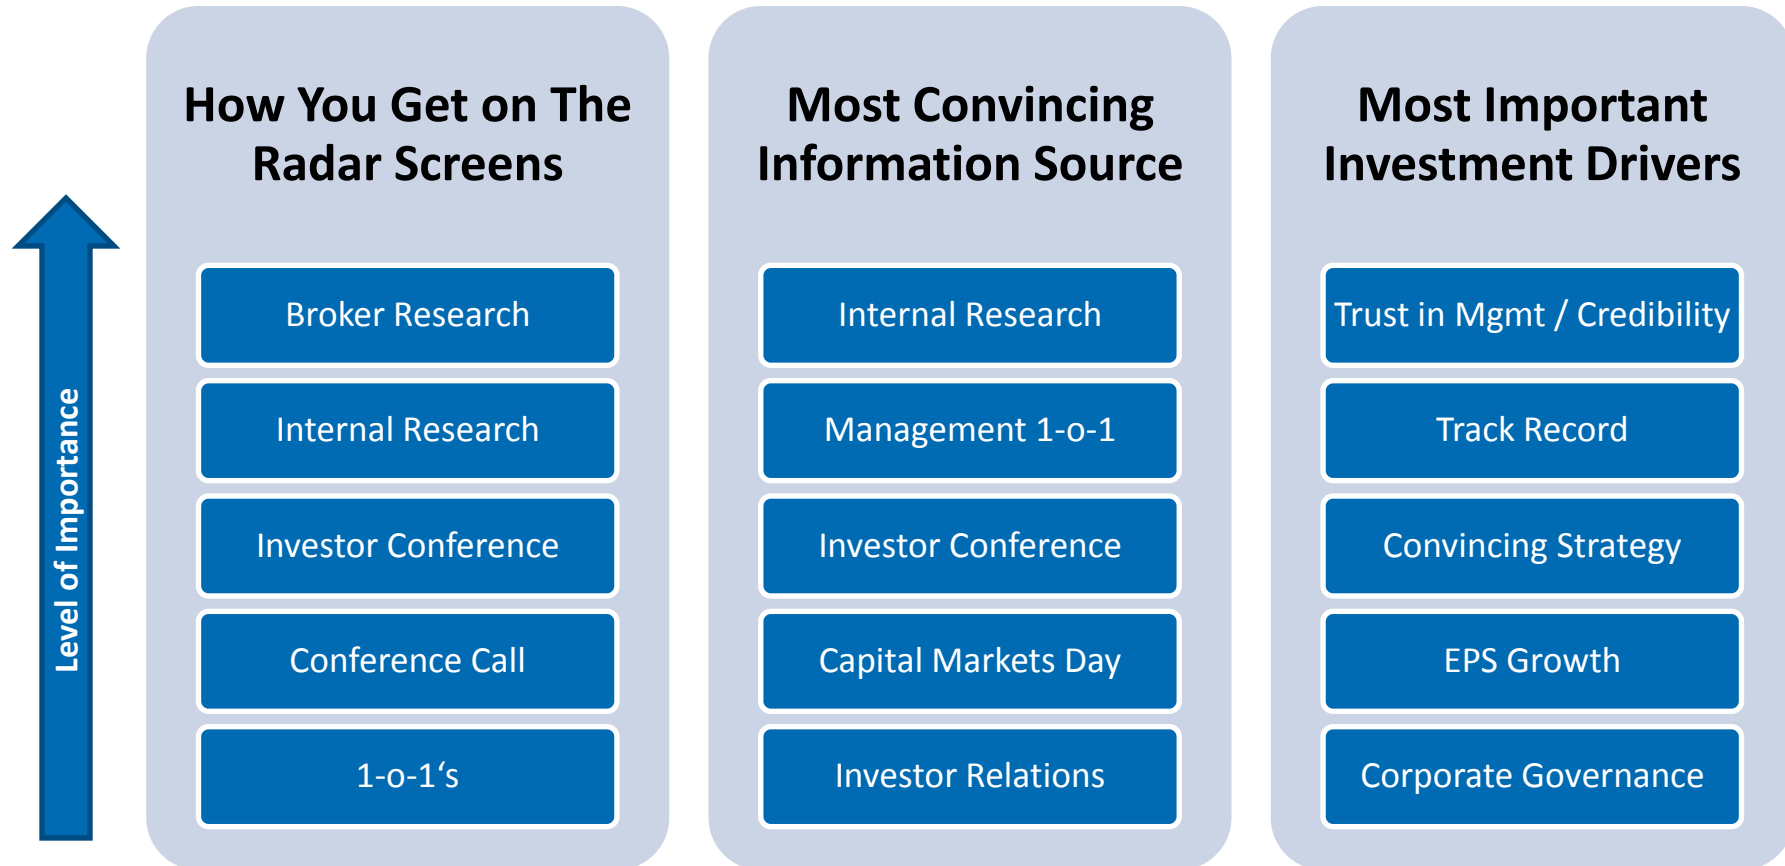 Level of Importance
How You Get on The
Radar Screens
Broker Research
Internal Research
Investor Conference
Conference Call
1-o-1‘s
Most Convincing
Information Source
Internal Research
Management 1-o-1
Investor Conference
Capital Markets Day
Investor Relations
Most Important
Investment Drivers
Trust in Mgmt / Credibility
Track Record
Convincing Strategy
EPS Growth
Corporate Governance